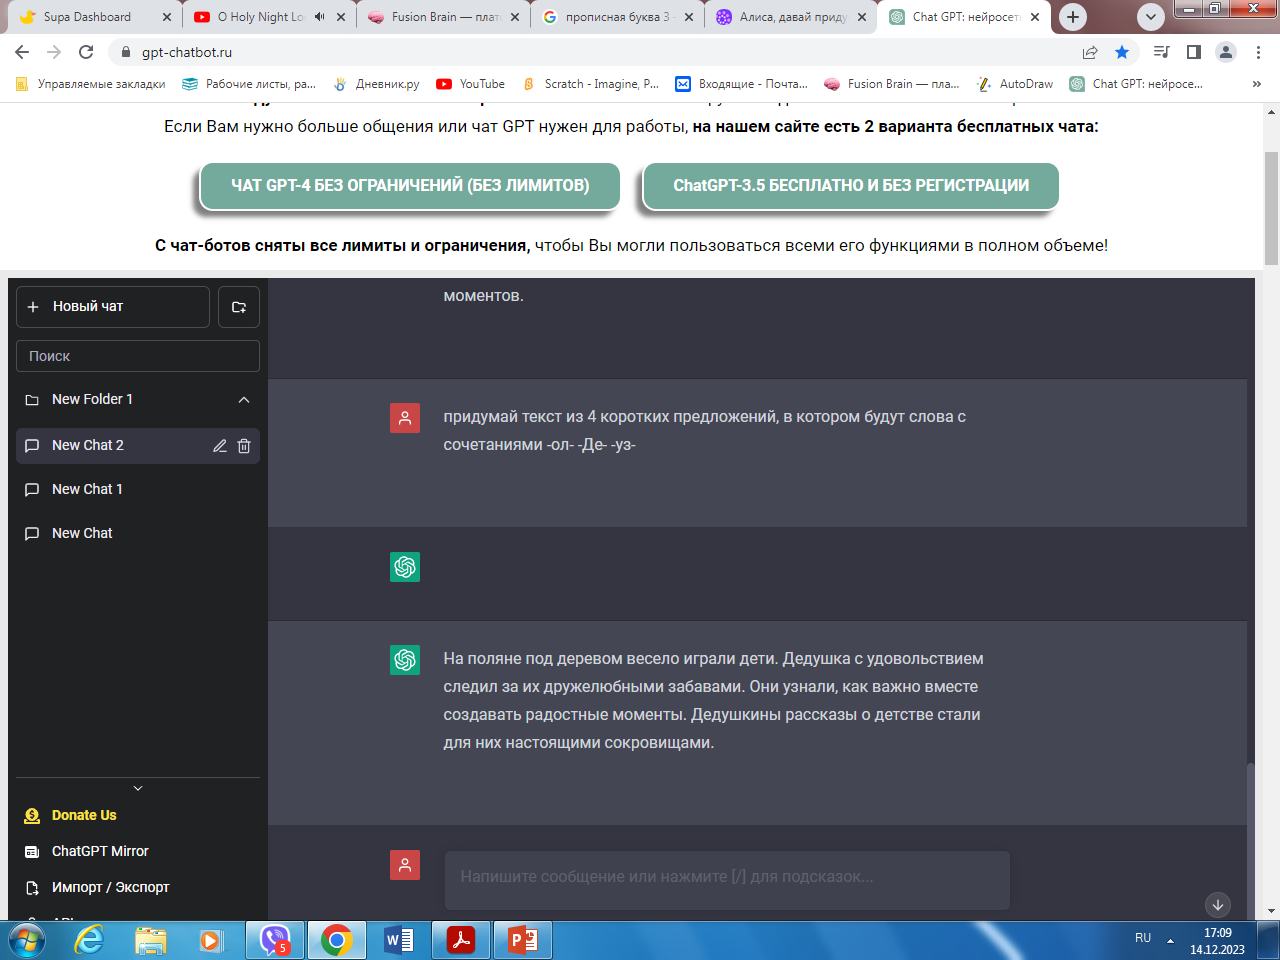 Supa Dashboard
O Holy Night Lo
Fusion Brain — плат
прописная буква З
Алиса, давай приду
Chat GPT: нейросет
gpt-chatbot.ru
Управляемые закладки
Рабочие листы, ра...
Дневник.ру
YouTube
Scratch - Imagine, P...
Входящие - Почта...
Fusion Brain — пла...
AutoDraw
Chat GPT: нейросе...
»
Если Вам нужно больше общения или чат GPT нужен для работы, на нашем сайте есть 2 варианта бесплатных чата:
ЧАТ GPT-4 БЕЗ ОГРАНИЧЕНИЙ (БЕЗ ЛИМИТОВ)
ChatGPT-3.5 БЕСПЛАТНО И БЕЗ РЕГИСТРАЦИИ
С чат-ботов сняты все лимиты и ограничения, чтобы Вы могли пользоваться всеми его функциями в полном объеме!
Новый чат
Поиск
New Folder 1
New Chat 2
New Chat 1
New Chat
Donate Us
ChatGPT Mirror
Импорт / Экспорт
моментов.
придумай текст из 4 коротких предложений, в котором будут слова с
сочетаниями -ол- -Де- -уз-
На поляне под деревом весело играли дети. Дедушка с удовольствием
следил за их дружелюбными забавами. Они узнали, как важно вместе
создавать радостные моменты. Дедушкины рассказы о детстве стали
для них настоящими сокровищами.
Напишите сообщение или нажмите [/] для подсказок...
5
RU
17:09
14.12.2023